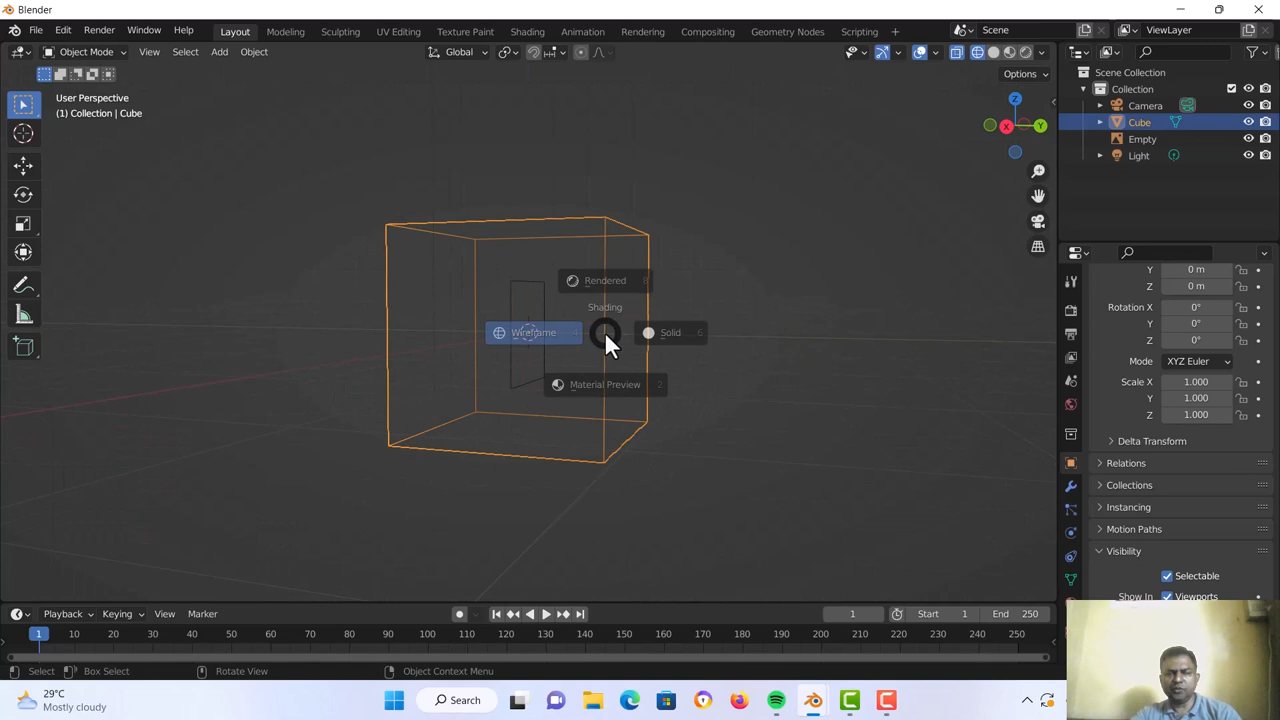 Blender
File Edit Render Window Help Layout Modeling Sculpting UV Editing Texture Paint Shading Animation Rendering Compositing Geometry Nodes Scripting + Scene ViewLayer
Object Mode View Select Add Object Global
Options
User Perspective
(1) Collection | Cube
Z
X
Y
Scene Collection
Collection
Camera
Cube
Empty
Light
Rendered 8
Shading
Wireframe 4
Solid 6
Material Preview 2
Y 0 m
Z 0 m
Rotation X 0°
Y 0°
Z 0°
Mode XYZ Euler
Scale X 1.000
Y 1.000
Z 1.000
Delta Transform
Relations
Collections
Instancing
Motion Paths
Visibility
Selectable
Show In Viewports
Playback Keying View Marker 1 Start 1 End 250
1 10 20 30 40 50 60 70 80 90 100 110 120 130 140 150 160 170 180 190 200 210 220 230 240 250
Select Box Select Rotate View Object Context Menu
29°C
Mostly cloudy
Search